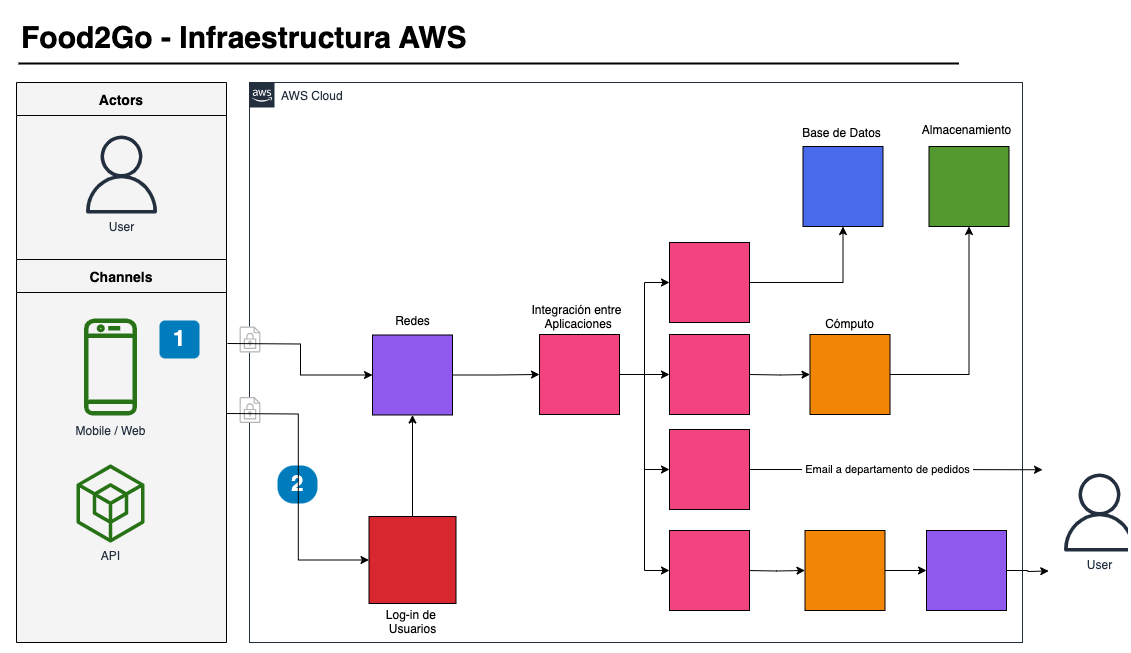 Food2Go - Infraestructura AWS
Actors
User
Channels
1
Mobile / Web
API
aws
AWS Cloud
2
Redes
Log-in de
Usuarios
Integración entre
Aplicaciones
Base de Datos
Almacenamiento
Cómputo
Email a departamento de pedidos
User